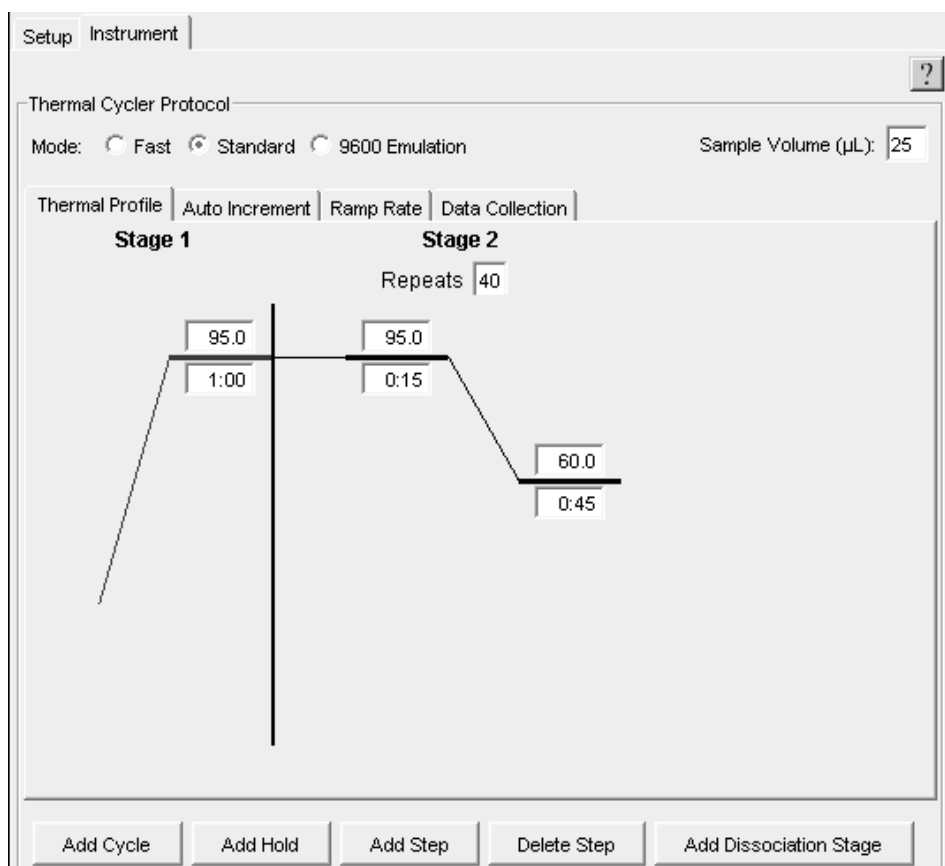 Setup Instrument
?
Thermal Cycler Protocol
Mode: Fast Standard 9600 Emulation Sample Volume (µL): 25
Thermal Profile Auto Increment Ramp Rate Data Collection
Stage 1 Stage 2
Repeats 40
95.0 95.0
1:00 0:15
60.0
0:45
Add Cycle Add Hold Add Step Delete Step Add Dissociation Stage